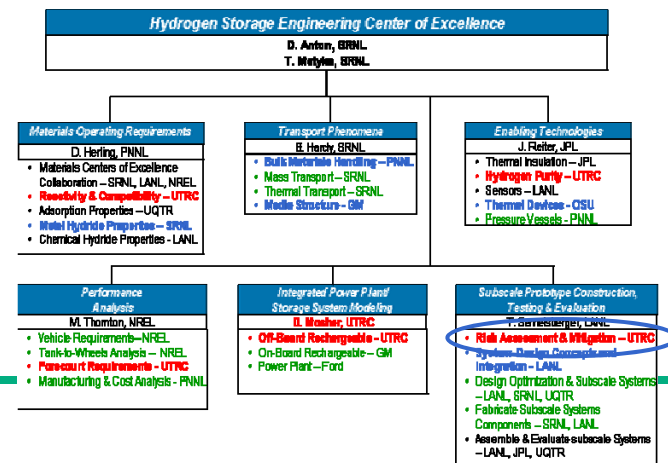 Hydrogen Storage Engineering Center of Excellence
D. Anton, SRNL
T. Motyka, SRNL
Materials Operating Requirements
D. Herling, PNNL
• Materials Centers of Excellence
Collaboration – SRNL, LANL, NREL
• Reactivity & Compatibility – UTRC
• Adsorption Properties – UQTR
• Metal Hydride Properties – SRNL
• Chemical Hydride Properties - LANL
Transport Phenomena
B. Hardy, SRNL
• Bulk Materials Handling – PNNL
• Mass Transport – SRNL
• Thermal Transport – SRNL
• Media Structure - GM
Enabling Technologies
J. Reiter, JPL
• Thermal Insulation – JPL
• Hydrogen Purity – UTRC
• Sensors – LANL
• Thermal Devices - OSU
• Pressure Vessels - PNNL
Performance
Analysis
M. Thornton, NREL
• Vehicle Requirements– NREL
• Tank-to-Wheels Analysis – NREL
• Forecourt Requirements - UTRC
• Manufacturing & Cost Analysis - PNNL
Integrated Power Plant/
Storage System Modeling
D. Mosher, UTRC
• Off-Board Rechargeable - UTRC
• On-Board Rechargeable – GM
• Power Plant – Ford
Subscale Prototype Construction,
Testing & Evaluation
T. Semelsberger, LANL
• Risk Assessment & Mitigation – UTRC
• System Design Concepts and
Integration - LANL
• Design Optimization & Subscale Systems
– LANL, SRNL, UQTR
• Fabricate Subscale Systems
Components – SRNL, LANL
• Assemble & Evaluate subscale Systems
– LANL, JPL, UQTR